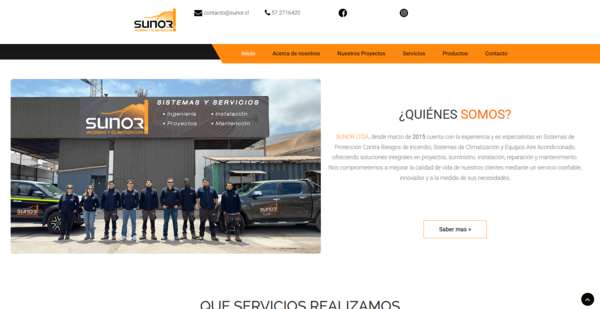 SUNOR
INCENDIO Y CLIMATIZACIÓN
contacto@sunor.cl
57 2716420
Inicio
Acerca de nosotros
Nuestros Proyectos
Servicios
Productos
Contacto
SISTEMAS Y SERVICIOS
SUNOR
INCENDIO Y CLIMATIZACIÓN
• Ingeniería
• Instalación
• Proyectos
• Mantención
SUNOR
¿QUIÉNES SOMOS?
SUNOR LTDA, desde marzo de 2015 cuenta con la experiencia y es especialistas en Sistemas de
Protección Contra Riesgos de Incendio, Sistemas de Climatización y Equipos Aire Acondicionado,
ofreciendo soluciones integrales en proyectos, suministro, instalación, reparación y mantenimiento.
Nos comprometemos a mejorar la calidad de vida de nuestros clientes mediante un servicio confiable,
innovador y a la medida de sus necesidades.
Saber mas >
QUE SERVICIOS REALIZAMOS